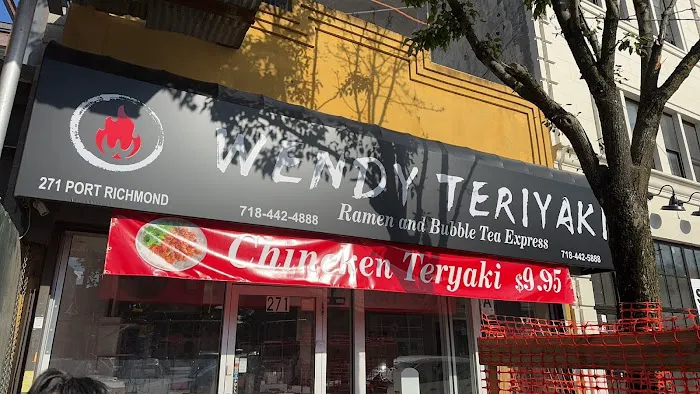 WENDY TERIYAKI
271 PORT RICHMOND
718-442-4888
Ramen and Bubble Tea Express
718-442-5888
Chineken Teryaki $9.95
271